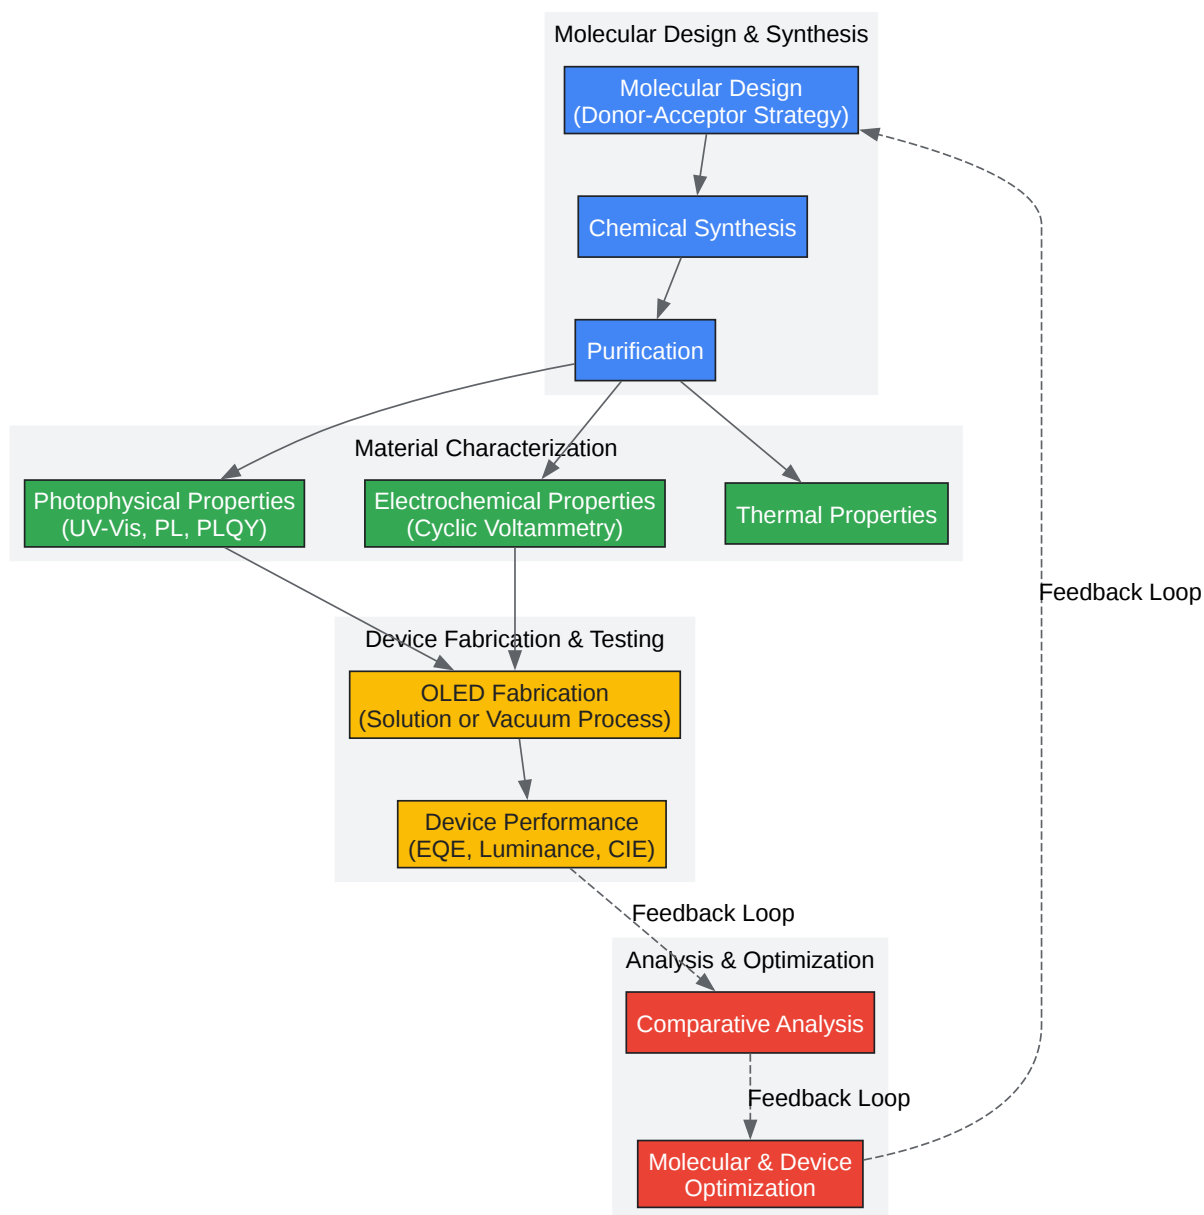 Molecular Design & Synthesis
Molecular Design
(Donor-Acceptor Strategy)
Chemical Synthesis
Purification
Material Characterization
Photophysical Properties
(UV-Vis, PL, PLQY)
Electrochemical Properties
(Cyclic Voltammetry)
Thermal Properties
Feedback Loop
Device Fabrication & Testing
OLED Fabrication
(Solution or Vacuum Process)
Device Performance
(EQE, Luminance, CIE)
Feedback Loop
Analysis & Optimization
Comparative Analysis
Feedback Loop
Molecular & Device
Optimization